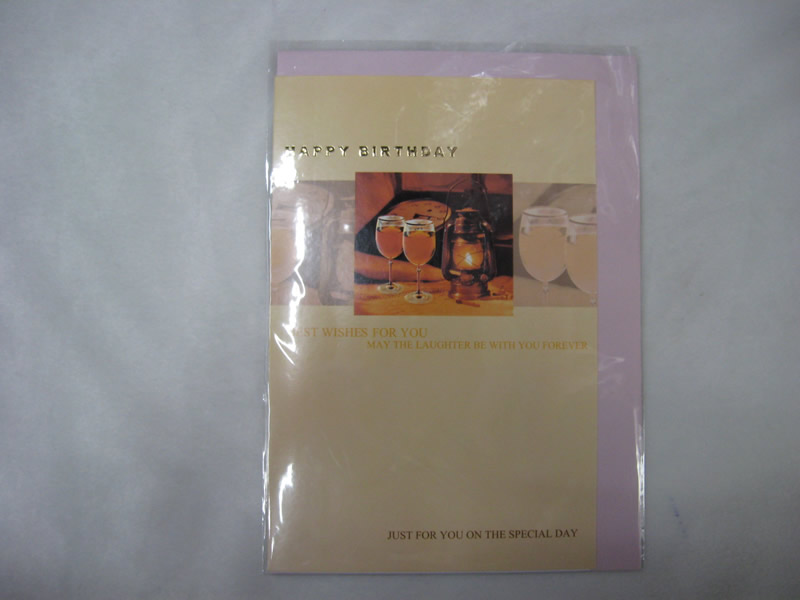 HAPPY BIRTHDAY
BEST WISHES FOR YOU
MAY THE LAUGHTER BE WITH YOU FOREVER
JUST FOR YOU ON THE SPECIAL DAY